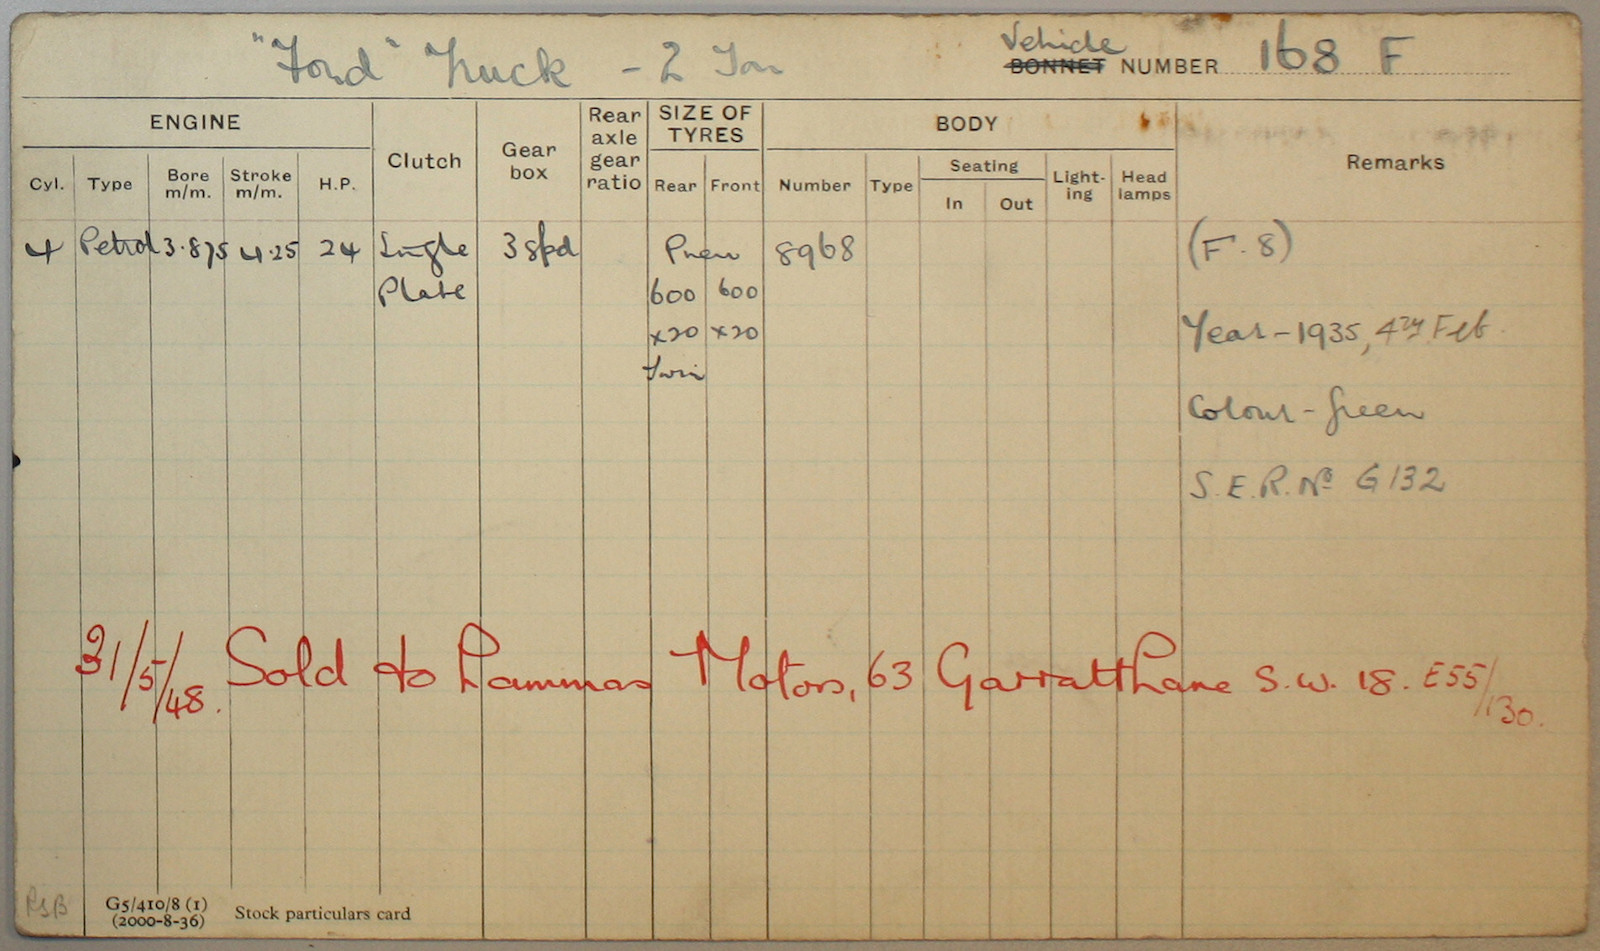 "Ford" Truck - 2 Ton
Vehicle
BONNET NUMBER 168 F
ENGINE
Clutch
Gear box
Rear axle gear ratio
SIZE OF TYRES
BODY
Remarks
Cyl. Type Bore m/m. Stroke m/m. H.P.
Rear Front
Number Type Seating In Out Light-ing Head lamps
4 Petrol 3.875 4.25 24 Single 3 spd Pneu 8968 (F. 8)
Plate 600 600
x20 x20 Year - 1935, 4TH Feb.
Twin
Colour - Green
S.E.R. No G132
31/5/48. Sold to Lammas Motors, 63 Garratt Lane S.W. 18. E55/130.
G5/410/8 (1)
(2000-8-36) Stock particulars card